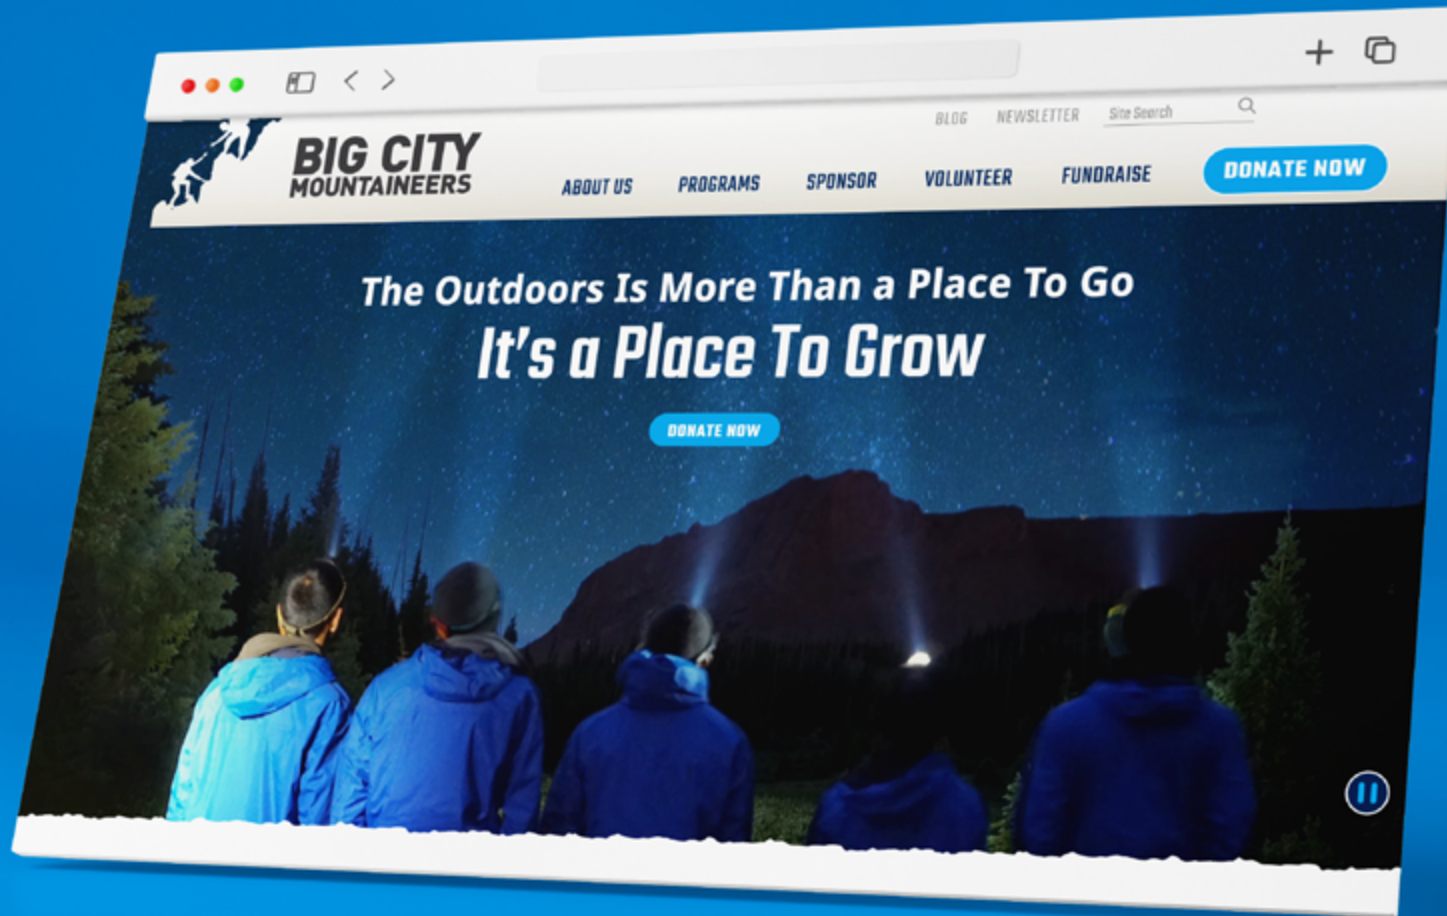 BLOG NEWSLETTER Site Search
BIG CITY
MOUNTAINEERS
ABOUT US PROGRAMS SPONSOR VOLUNTEER FUNDRAISE DONATE NOW
The Outdoors Is More Than a Place To Go
It's a Place To Grow
DONATE NOW